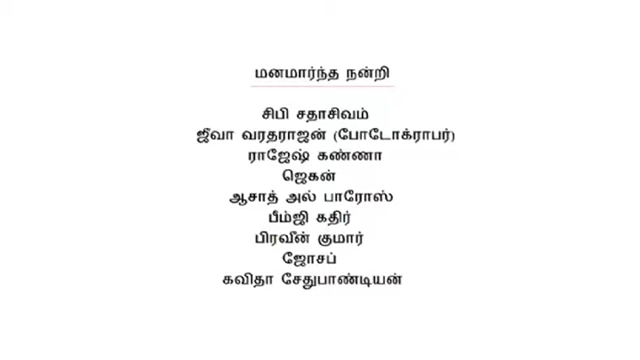 மனமார்ந்த நன்றி
சிபி சதாசிவம்
ஜீவா வரதராஜன் (போடோக்ராபர்)
ராஜேஷ் கண்ணா
ஜெகன்
ஆசாத் அல் பாரோஸ்
பீம்ஜி கதிர்
பிரவீன் குமார்
ஜோசப்
கவிதா சேதுபாண்டியன்